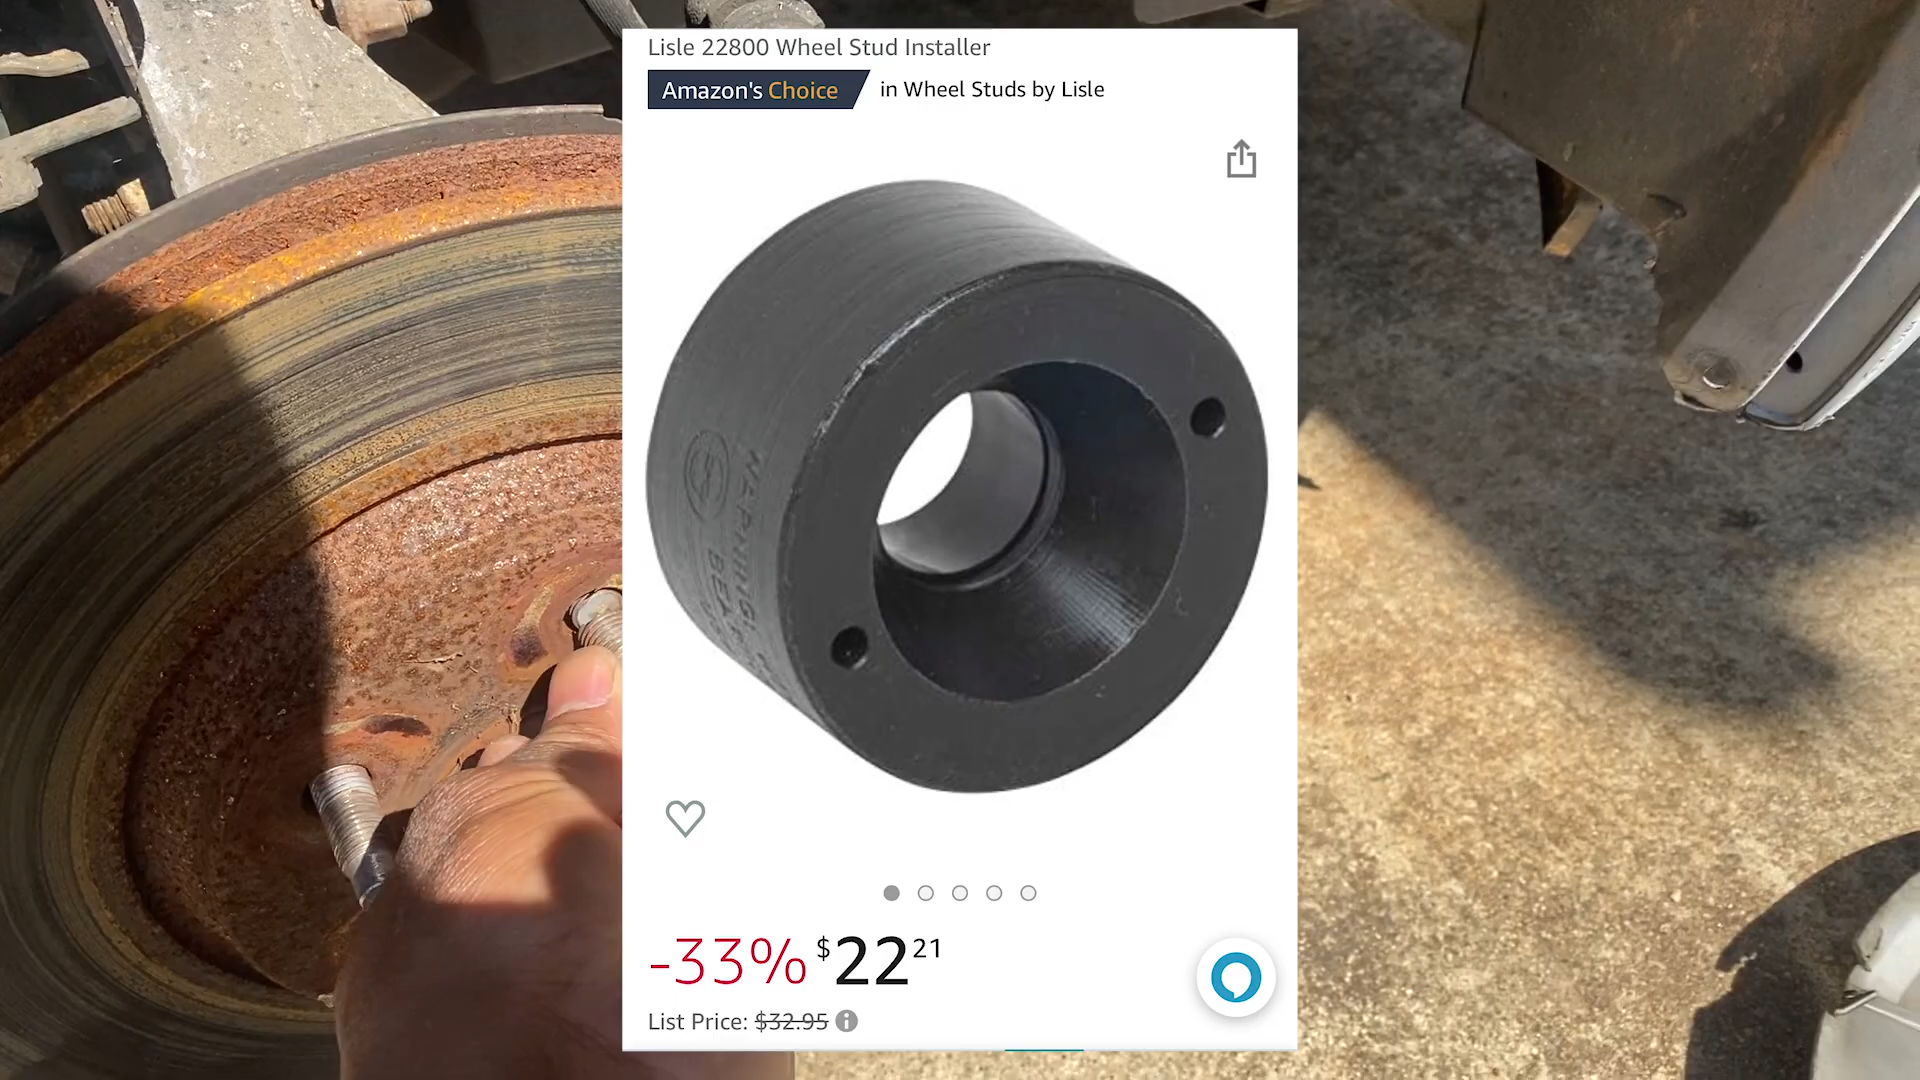 Lisle 22800 Wheel Stud Installer
Amazon's Choice in Wheel Studs by Lisle
-33% $22 21
List Price: $32.95